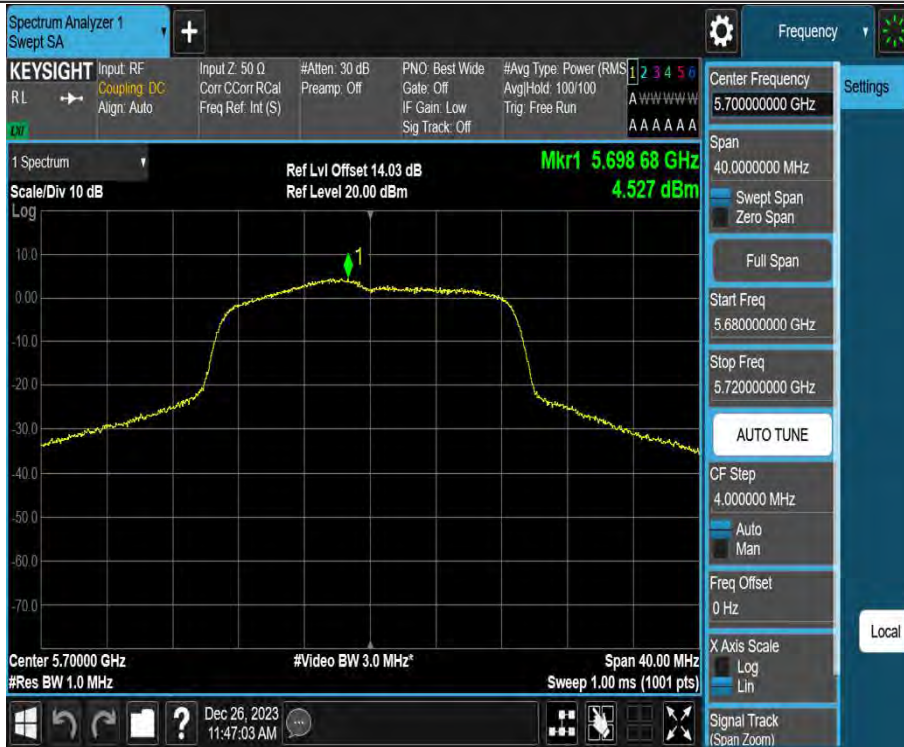 Spectrum Analyzer 1
Swept SA
+
Frequency
KEYSIGHT
R L
Input: RF
Coupling: DC
Align: Auto
Input Z: 50 Ω
Corr CCorr RCal
Freq Ref: Int (S)
#Atten: 30 dB
Preamp: Off
PNO: Best Wide
Gate: Off
IF Gain: Low
Sig Track: Off
#Avg Type: Power (RMS
Avg|Hold: 100/100
Trig: Free Run
1 2 3 4 5 6
A W W W W W
A A A A A A
1 Spectrum
Scale/Div 10 dB
Log
Ref Lvl Offset 14.03 dB
Ref Level 20.00 dBm
Mkr1 5.698 68 GHz
4.527 dBm
1
10.0
0.00
-10.0
-20.0
-30.0
-40.0
-50.0
-60.0
-70.0
Center 5.70000 GHz
#Res BW 1.0 MHz
#Video BW 3.0 MHz*
Span 40.00 MHz
Sweep 1.00 ms (1001 pts)
Dec 26, 2023
11:47:03 AM
Center Frequency
5.700000000 GHz
Span
40.0000000 MHz
Swept Span
Zero Span
Full Span
Start Freq
5.680000000 GHz
Stop Freq
5.720000000 GHz
AUTO TUNE
CF Step
4.000000 MHz
Auto
Man
Freq Offset
0 Hz
X Axis Scale
Log
Lin
Signal Track
(Span Zoom)
Settings
Local